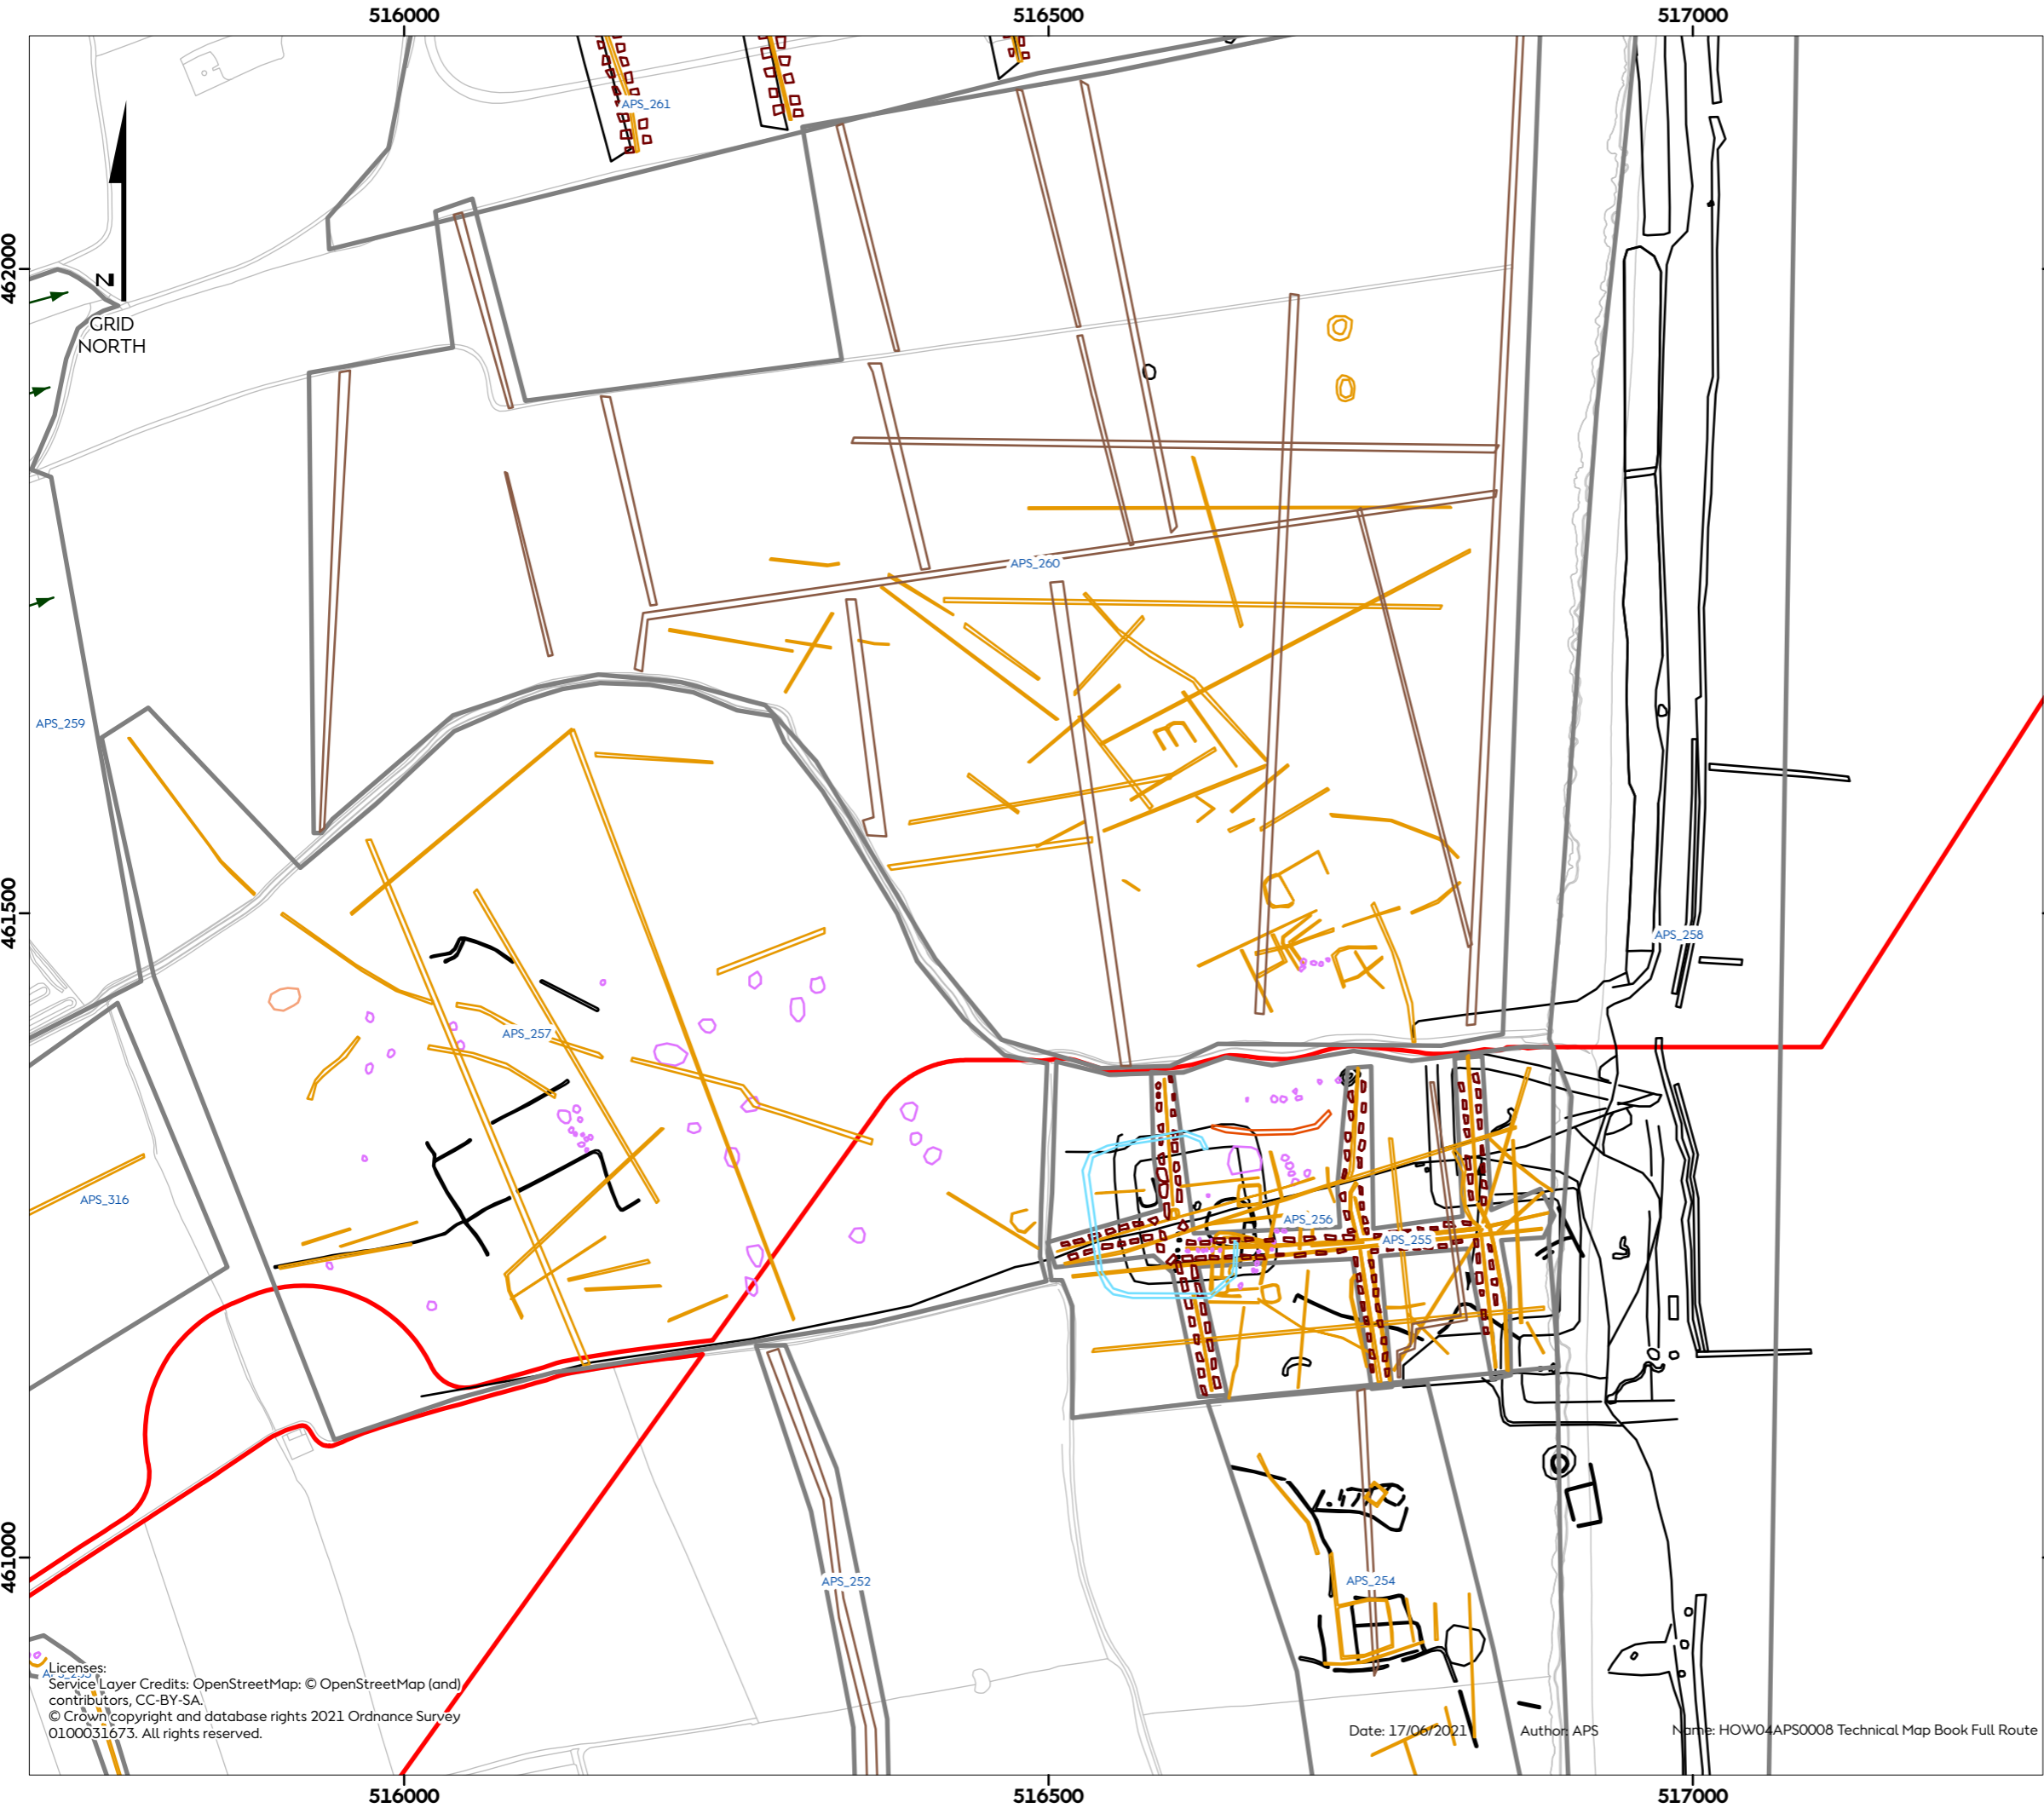 516000
516500
517000
APS_261
462000
N
GRID
NORTH
APS_260
APS_259
461500
APS_258
APS_257
APS_316
APS_256
APS_255
461000
APS_252
APS_254
Licenses:
Service Layer Credits: OpenStreetMap: © OpenStreetMap (and)
contributors, CC-BY-SA.
© Crown copyright and database rights 2021 Ordnance Survey
0100031673. All rights reserved.
Date: 17/06/2021
Author: APS
Name: HOW04APS0008 Technical Map Book Full Route
516000
516500
517000